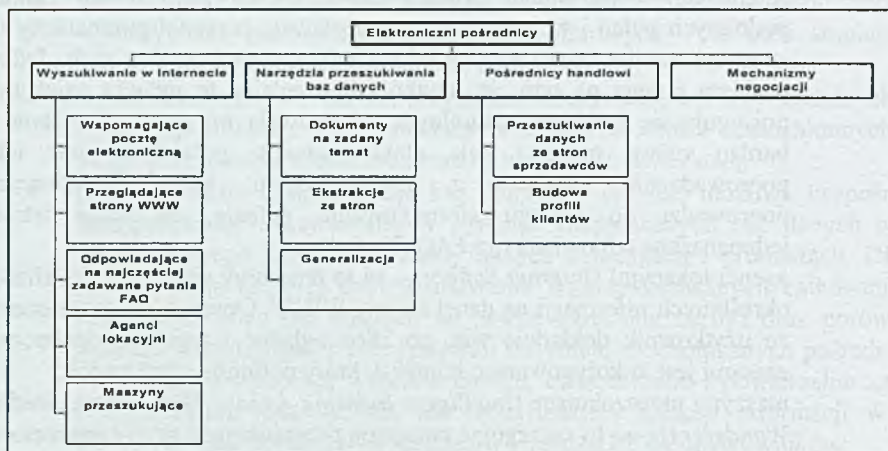 Elektroniczni pośrednicy
Wyszukiwanie w Internecie
Narzędzia przeszukiwania
baz danych
Pośrednicy handlowi
Mechanizmy
negocjacji
Wspomagające
pocztę
elektroniczną
Przeglądające
strony WWW
Odpowiadające
na najczęściej
zadawane pytania
FAQ
Agenci
lokacyjni
Maszyny
przeszukujące
Dokumenty
na zadany
temat
Ekatrakcje
ze stron
Generalizacja
Przeszukiwanie
danych
ze stron
sprzedawców
Budowa
profili
klientów